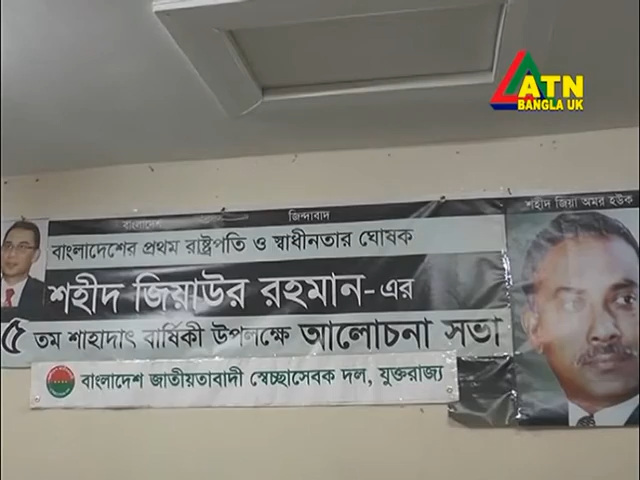 ATN
BANGLA UK
শহীদ জিয়া অমর হউক
বাংলাদেশ জিন্দাবাদ
বাংলাদেশের প্রথম রাষ্ট্রপতি ও স্বাধীনতার ঘোষক
শহীদ জিয়াউর রহমান-এর
৫ তম শাহাদাৎ বার্ষিকী উপলক্ষে আলোচনা সভা
বাংলাদেশ জাতীয়তাবাদী স্বেচ্ছাসেবক দল, যুক্তরাজ্য